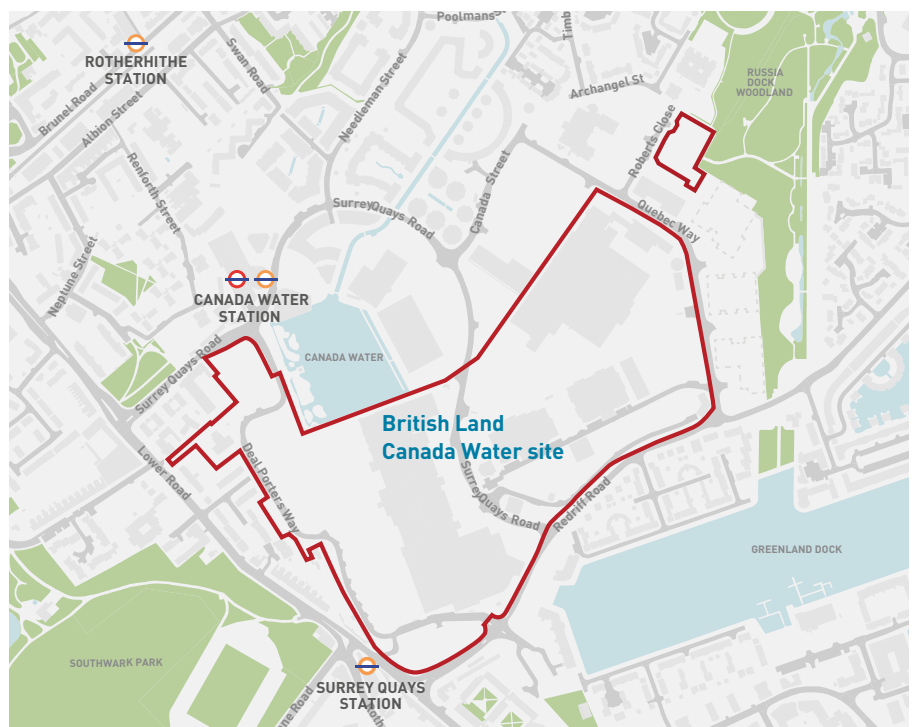 Poolmans
ROTHERHITHE
STATION
Swan Road
Brunel Road
Albion Street
Needleman Street
Archangel St
RUSSIA
DOCK
WOODLAND
Roberts Close
Renforth Street
Canada Street
Surrey Quays Road
Quebec Way
Neptune Street
CANADA WATER
STATION
CANADA WATER
Surrey Quays Road
British Land
Canada Water site
Lower Road
Deal Porters Way
Surrey Quays Road
Redriff Road
GREENLAND DOCK
SOUTHWARK PARK
SURREY QUAYS
STATION